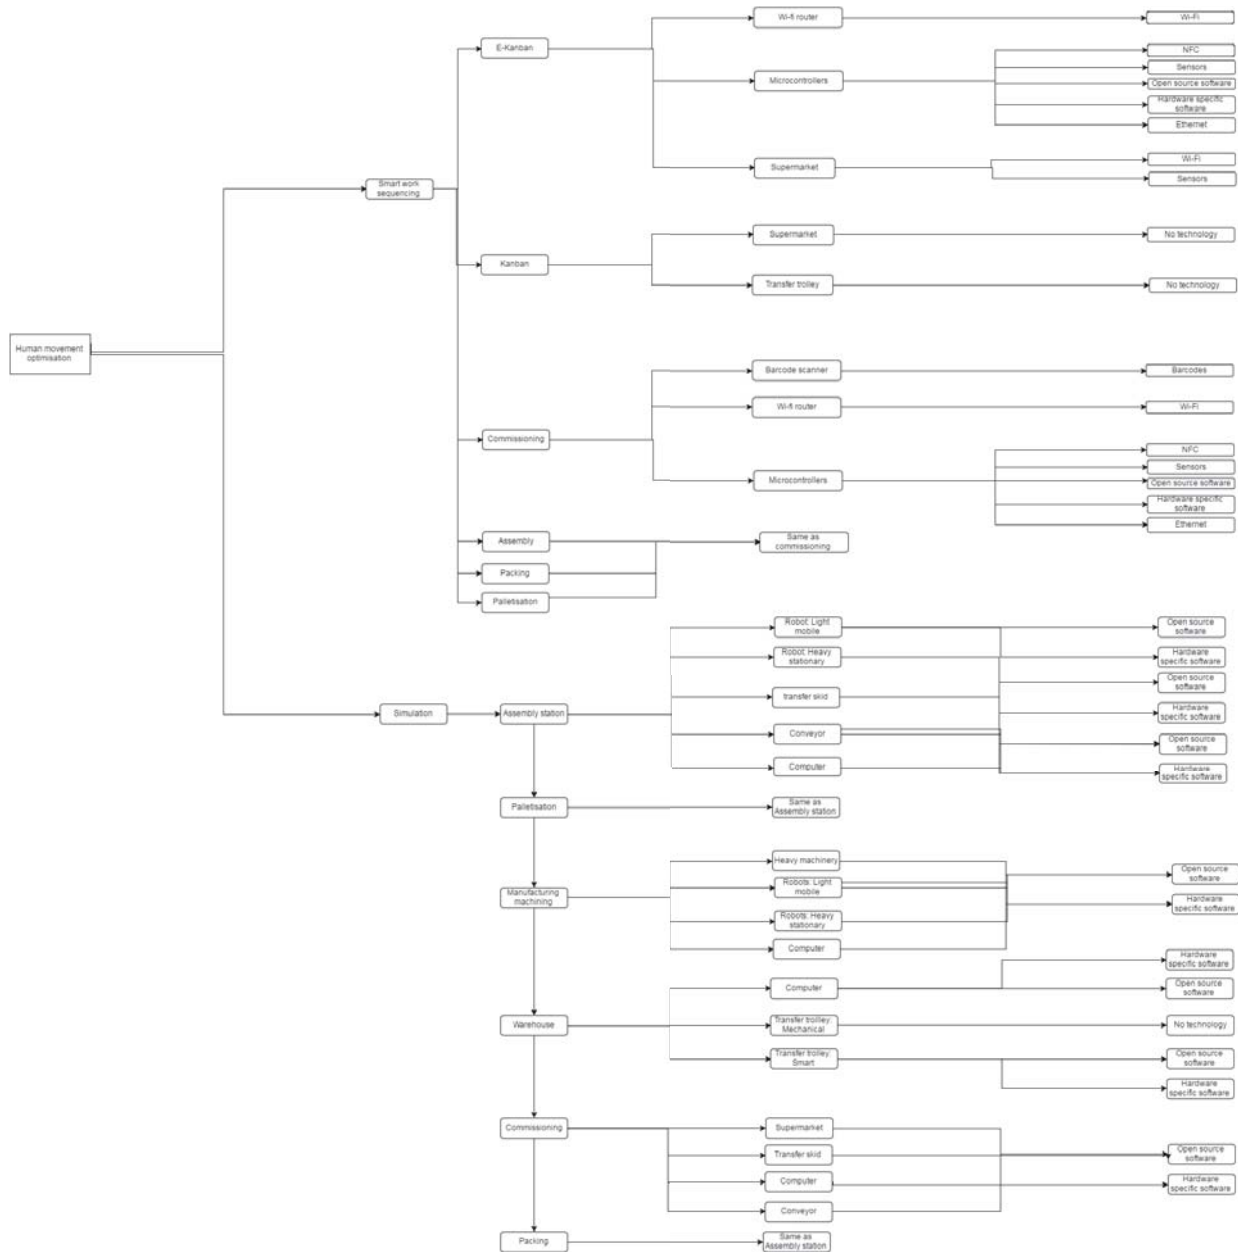 Wi-fi router
Wi-Fi
E-Kanban
NFC
Sensors
Microcontrollers
Open source software
Hardware specific
software
Ethernet
Wi-Fi
Supermarket
Sensors
Smart work
sequencing
Supermarket
No technology
Kanban
Transfer trolley
No technology
Human movement
optimisation
Barcode scanner
Barcodes
Wi-fi router
Wi-Fi
Commissioning
NFC
Sensors
Microcontrollers
Open source software
Hardware specific
software
Ethernet
Assembly
Same as
commissioning
Packing
Palletisation
Robot: Light
mobile
Open source
software
Robot: Heavy
stationary
Hardware
specific software
Open source
software
transfer skid
Simulation
Assembly station
Hardware
specific software
Conveyor
Open source
software
Computer
Hardware
specific software
Palletisation
Same as
Assembly station
Heavy machinery
Open source
software
Robots: Light
mobile
Manufacturing
machining
Hardware
specific software
Robots: Heavy
stationary
Computer
Hardware
specific software
Computer
Open source
software
Warehouse
Transfer trolley:
Mechanical
No technology
Transfer trolley:
Smart
Open source
software
Hardware
specific software
Commissioning
Supermarket
Transfer skid
Open source
software
Computer
Hardware
specific software
Conveyor
Packing
Same as
Assembly station